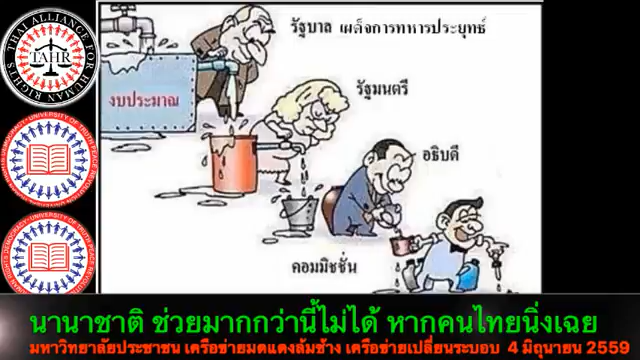 THAI ALLIANCE FOR HUMAN RIGHTS
TAHR
รัฐบาล เผด็จการทหารประยุทธ์
งบประมาณ
รัฐมนตรี
อธิบดี
คอมมิชชั่น
นานาชาติ ช่วยมากกว่านี้ไม่ได้ หากคนไทยนิ่งเฉย
มหาวิทยาลัยประชาชน เครือข่ายมดแดงล้มช้าง เครือข่ายเปลี่ยนระบอบ 4 มิถุนายน 2559